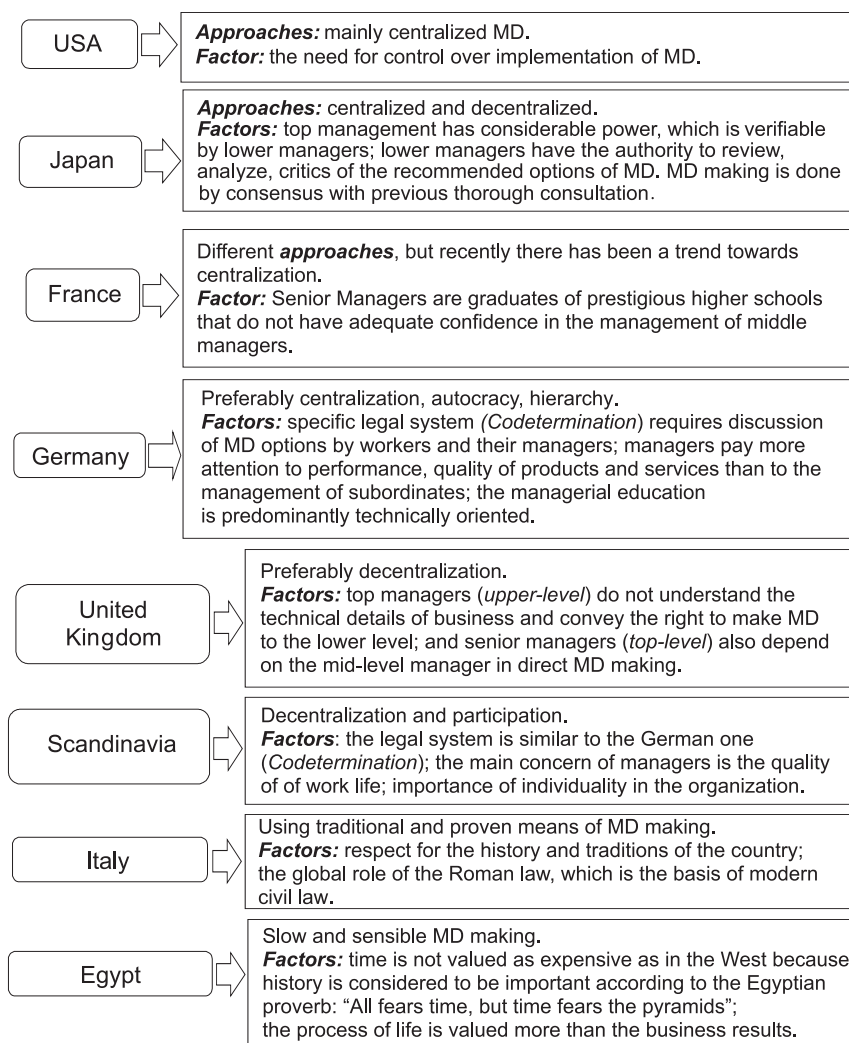 USA
Approaches: mainly centralized MD.
Factor: the need for control over implementation of MD.
Japan
Approaches: centralized and decentralized.
Factors: top management has considerable power, which is verifiable
by lower managers; lower managers have the authority to review,
analyze, critics of the recommended options of MD. MD making is done
by consensus with previous thorough consultation.
France
Different approaches, but recently there has been a trend towards
centralization.
Factor: Senior Managers are graduates of prestigious higher schools
that do not have adequate confidence in the management of middle
managers.
Germany
Preferably centralization, autocracy, hierarchy.
Factors: specific legal system (Codetermination) requires discussion
of MD options by workers and their managers; managers pay more
attention to performance, quality of products and services than to the
management of subordinates; the managerial education
is predominantly technically oriented.
United
Kingdom
Preferably decentralization.
Factors: top managers (upper-level) do not understand the
technical details of business and convey the right to make MD
to the lower level; and senior managers (top-level) also depend
on the mid-level manager in direct MD making.
Scandinavia
Decentralization and participation.
Factors: the legal system is similar to the German one
(Codetermination); the main concern of managers is the quality
of of work life; importance of individuality in the organization.
Italy
Using traditional and proven means of MD making.
Factors: respect for the history and traditions of the country;
the global role of the Roman law, which is the basis of modern
civil law.
Egypt
Slow and sensible MD making.
Factors: time is not valued as expensive as in the West because
history is considered to be important according to the Egyptian
proverb: “All fears time, but time fears the pyramids”;
the process of life is valued more than the business results.